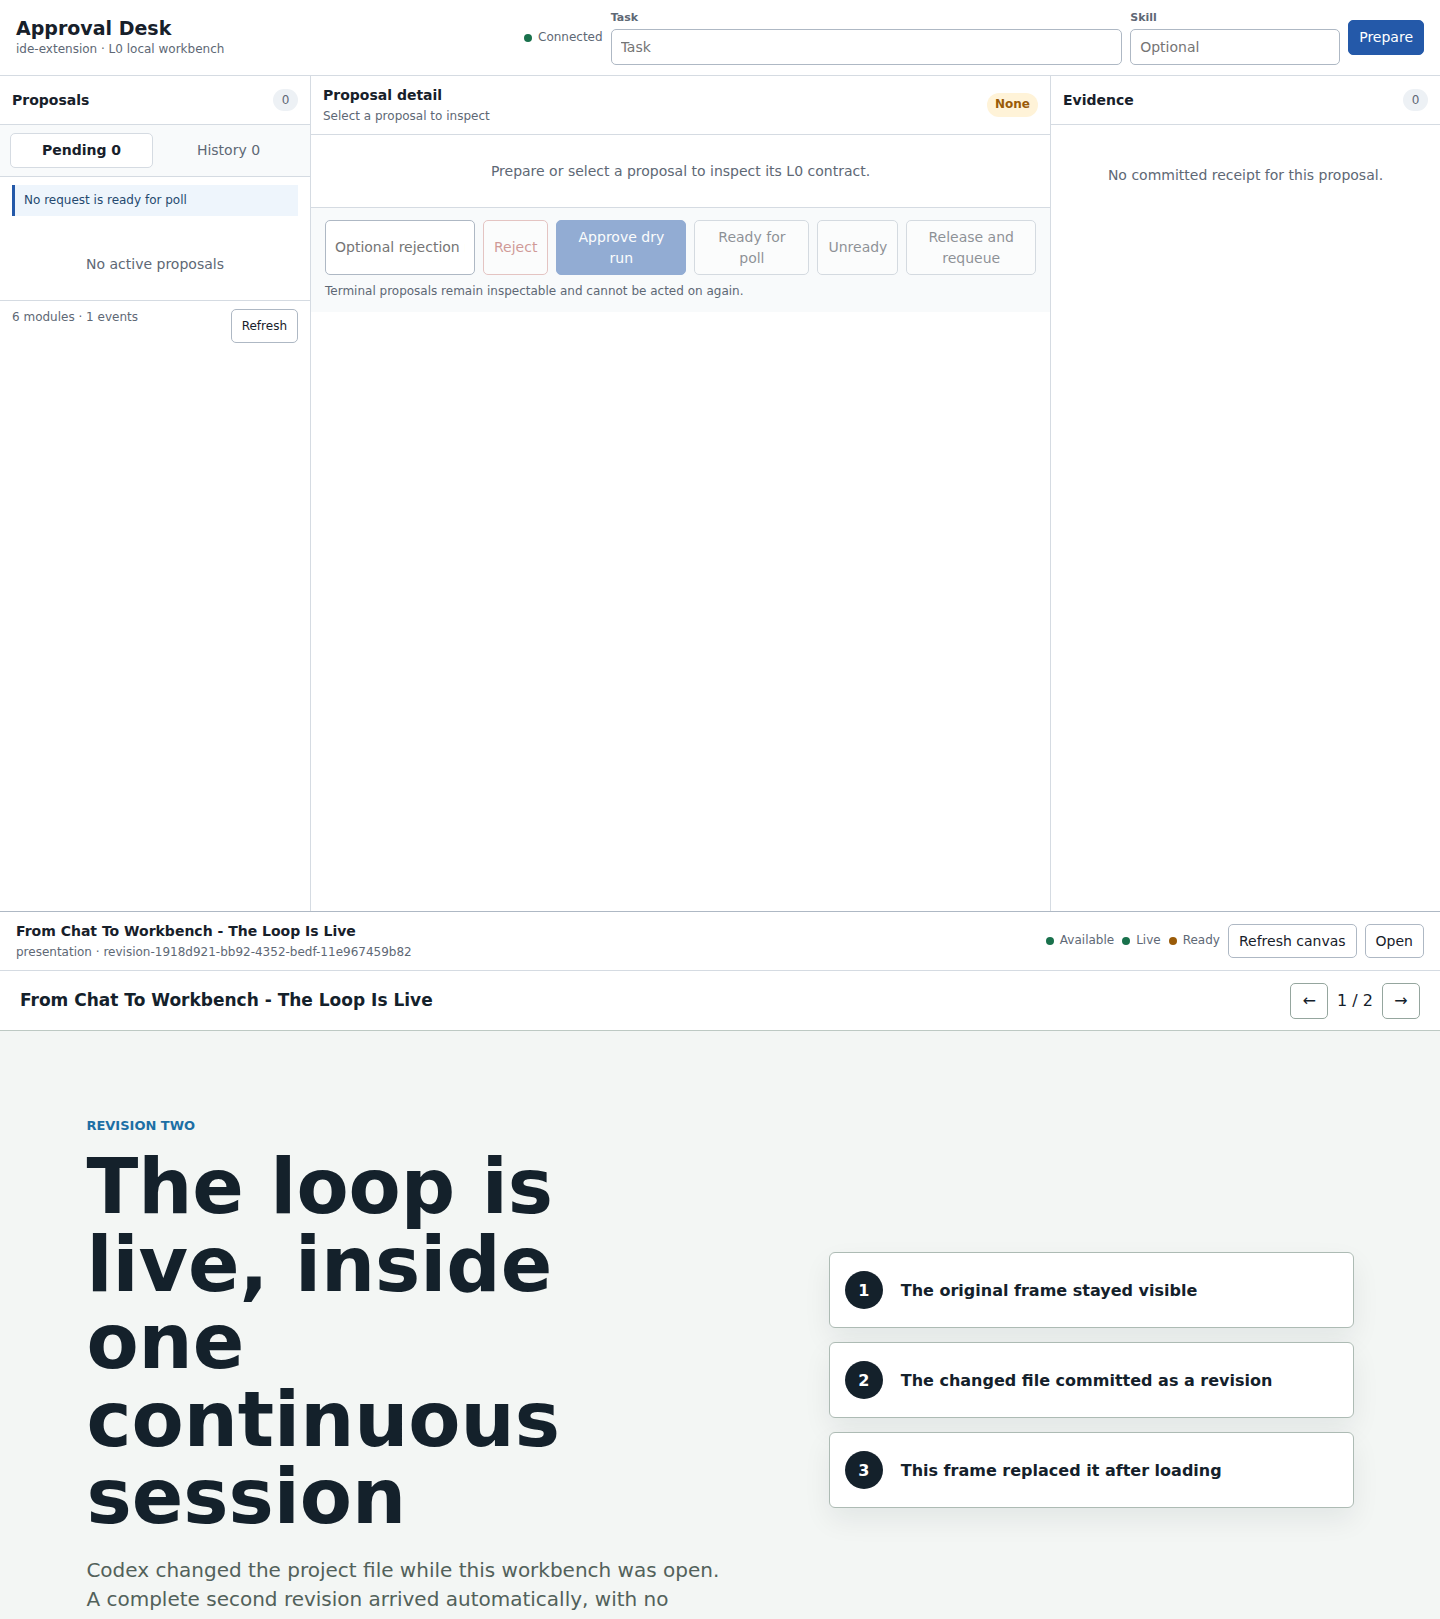 Approval Desk
ide-extension · L0 local workbench
Connected
Task
Task
Skill
Optional
Prepare
Proposals
0
Pending 0
History 0
No request is ready for poll
No active proposals
6 modules · 1 events
Refresh
Proposal detail
Select a proposal to inspect
None
Prepare or select a proposal to inspect its L0 contract.
Optional rejection
Reject
Approve dry
run
Ready for
poll
Unready
Release and
requeue
Terminal proposals remain inspectable and cannot be acted on again.
Evidence
0
No committed receipt for this proposal.
From Chat To Workbench - The Loop Is Live
presentation · revision-1918d921-bb92-4352-bedf-11e967459b82
Available
Live
Ready
Refresh canvas
Open
From Chat To Workbench - The Loop Is Live
←
1 / 2
→
REVISION TWO
The loop is
live, inside
one
continuous
session
Codex changed the project file while this workbench was open.
A complete second revision arrived automatically, with no
1
The original frame stayed visible
2
The changed file committed as a revision
3
This frame replaced it after loading